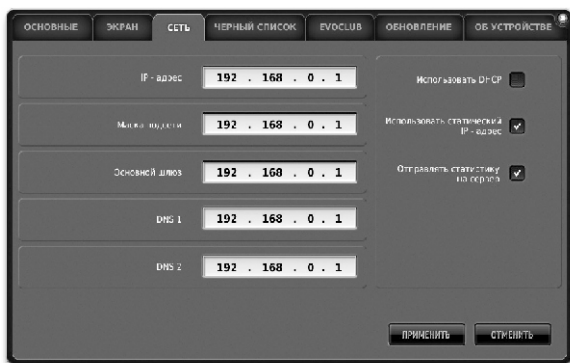 ОСНОВНЫЕ ЭКРАН СЕТЬ ЧЕРНЫЙ СПИСОК EVOCLUB ОБНОВЛЕНИЕ ОБ УСТРОЙСТВЕ
IP - адрес 192 . 168 . 0 . 1
Маска подсети 192 . 168 . 0 . 1
Основной шлюз 192 . 168 . 0 . 1
DNS 1 192 . 168 . 0 . 1
DNS 2 192 . 168 . 0 . 1
Использовать DHCP
Использовать статический
IP - адрес
Отправлять статистику
на сервер
ПРИМЕНИТЬ ОТМЕНИТЬ